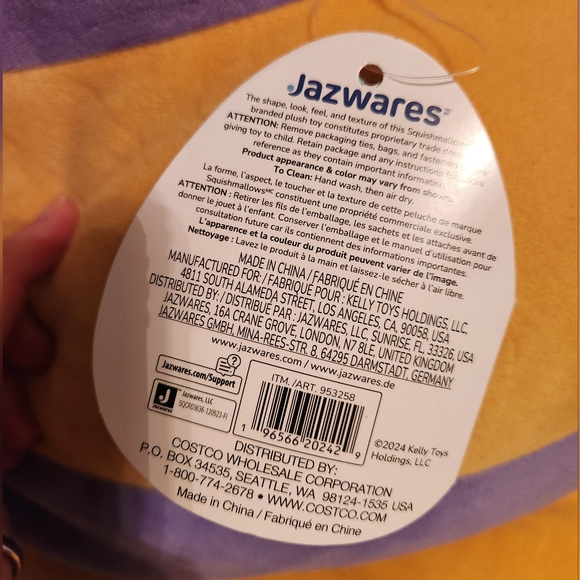 Jazwares
The shape, look, feel, and texture of this Squishmallows
branded plush toy constitutes proprietary trade
ATTENTION: Remove packaging ties, bags, and
giving toy to child. Retain package and any instructions
reference as they contain important information.
Product appearance & color may vary from shown.
To Clean: Hand wash, then air dry.
La forme, l'aspect, le toucher et la texture de cette peluche de marque
Squishmallows constituent une propriété commerciale exclusive.
ATTENTION : Retirer les fils de l'emballage, les sachets et les attaches avant de
donner le jouet à l'enfant. Conserver l'emballage et le manuel d'utilisation pour
consultation future car ils contiennent des informations importantes.
L'apparence et la couleur du produit peuvent varier de l'image.
Nettoyage : Lavez le produit à la main et laissez-le sécher à l'air libre.
MADE IN CHINA / FABRIQUÉ EN CHINE
MANUFACTURED FOR: / FABRIQUÉ POUR : KELLY TOYS HOLDINGS, LLC,
4811 SOUTH ALAMEDA STREET, LOS ANGELES, CA, 90058, USA
DISTRIBUTED BY: / DISTRIBUÉ PAR : JAZWARES, LLC, SUNRISE, FL, 33326, USA
JAZWARES, 16A CRANE GROVE, LONDON, N7 8LE, UNITED KINGDOM
JAZWARES GMBH, MINA-REES-STR. 8, 64295 DARMSTADT, GERMANY
www.jazwares.com / www.jazwares.de
Jazwares.com/Support
?
J
Jazwares
Jazwares, LLC
SQCR03636-120923-FI
ITM. /ART. 953258
1 96566 20242 9
©2024 Kelly Toys
Holdings, LLC
DISTRIBUTED BY:
COSTCO WHOLESALE CORPORATION
P.O. BOX 34535, SEATTLE, WA 98124-1535 USA
1-800-774-2678 • WWW.COSTCO.COM
Made in China / Fabriqué en Chine